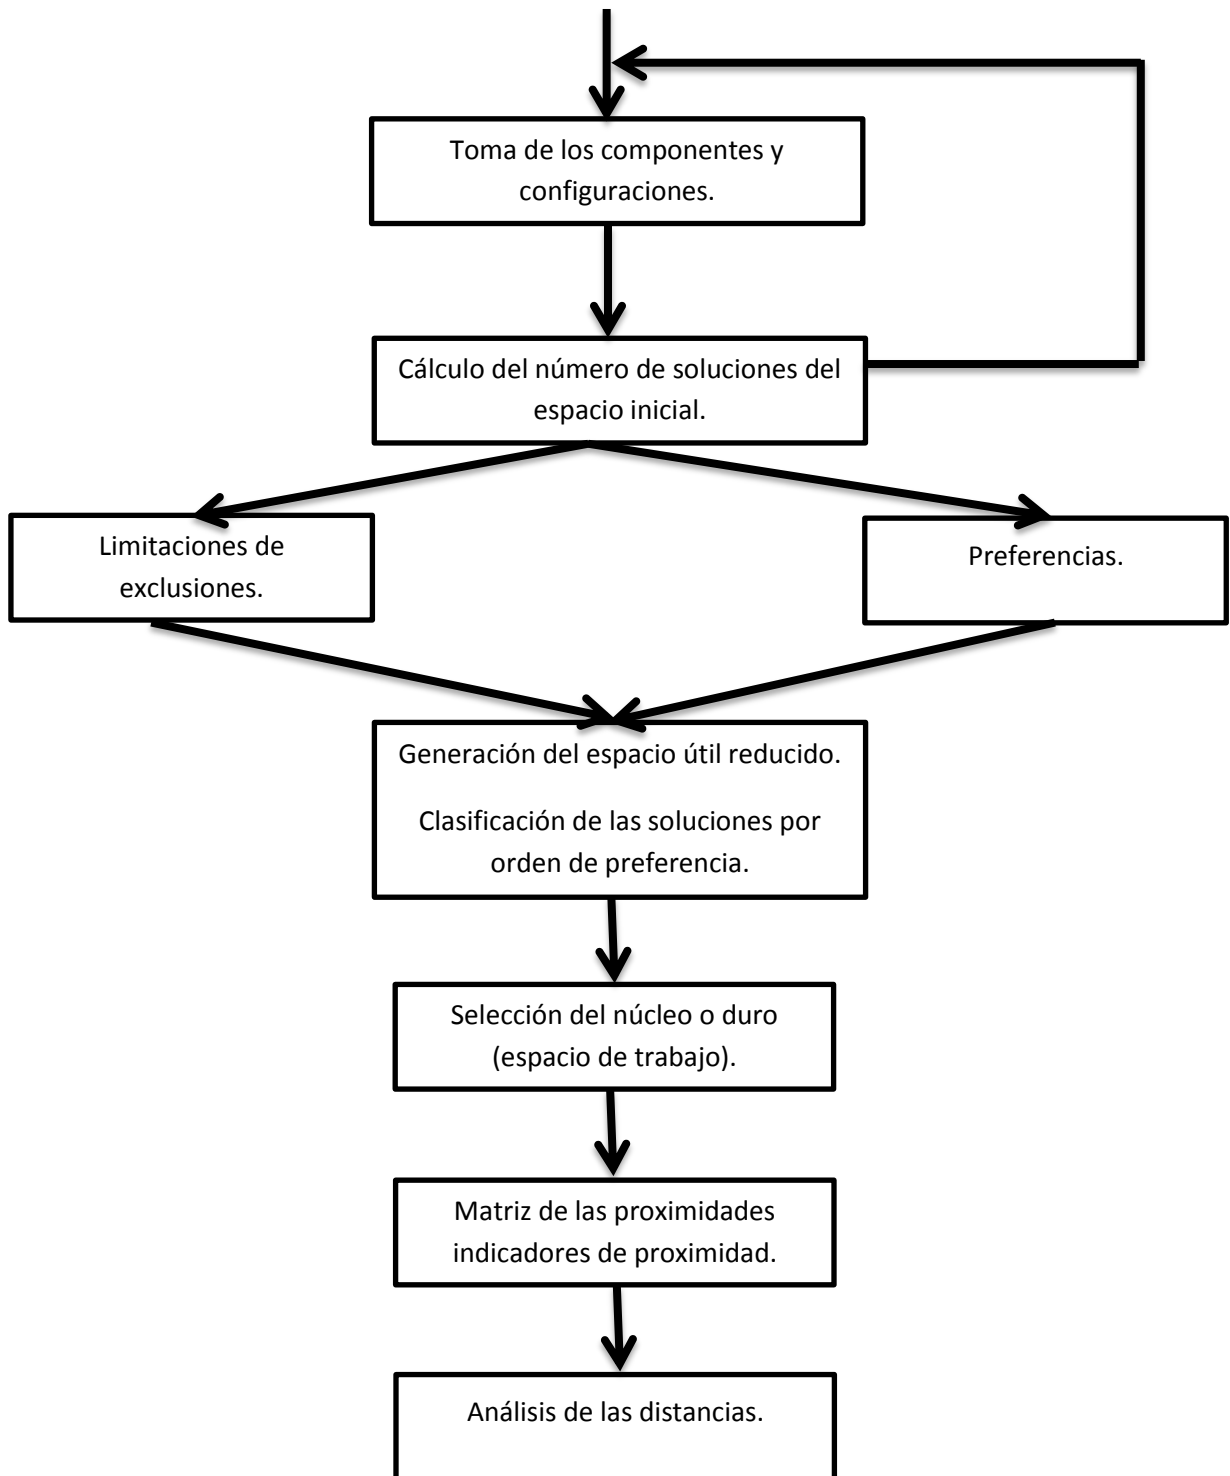 Toma de los componentes y
configuraciones.
Cálculo del número de soluciones del
espacio inicial.
Limitaciones de
exclusiones.
Preferencias.
Generación del espacio útil reducido.
Clasificación de las soluciones por
orden de preferencia.
Selección del núcleo o duro
(espacio de trabajo).
Matriz de las proximidades
indicadores de proximidad.
Análisis de las distancias.